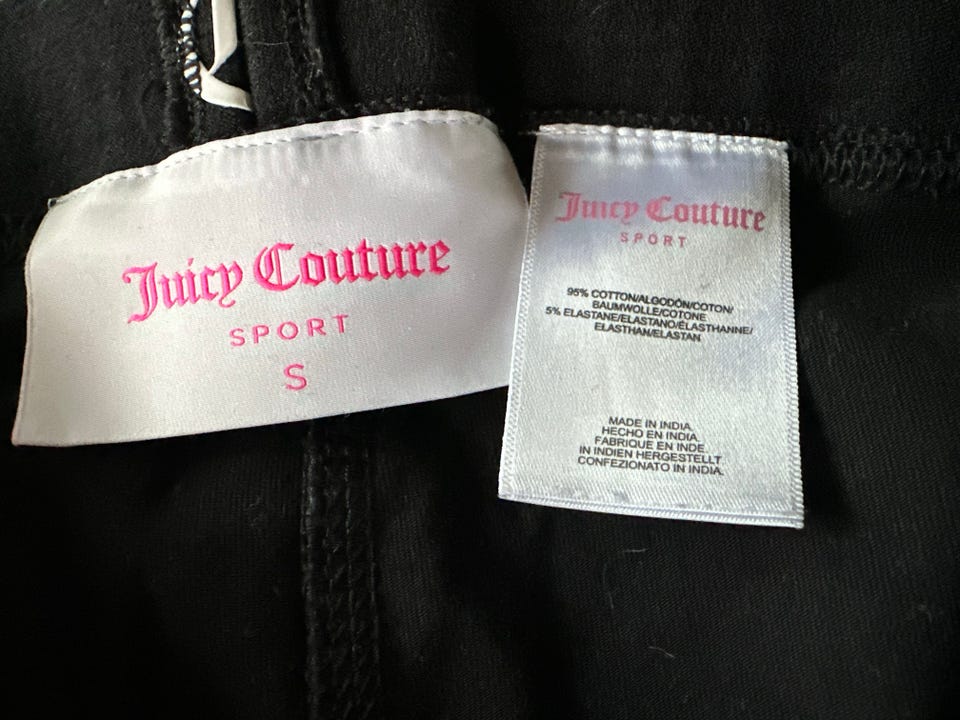 Juicy Couture
SPORT
S
Juicy Couture
SPORT
95% COTTON/ALGODÓN/COTON/
BAUMWOLLE/COTONE
5% ELASTANE/ELASTANO/ÉLASTHANNE/
ELASTHAN/ELASTAN
MADE IN INDIA.
HECHO EN INDIA.
FABRIQUE EN INDE.
IN INDIEN HERGESTELLT
CONFEZIONATO IN INDIA.